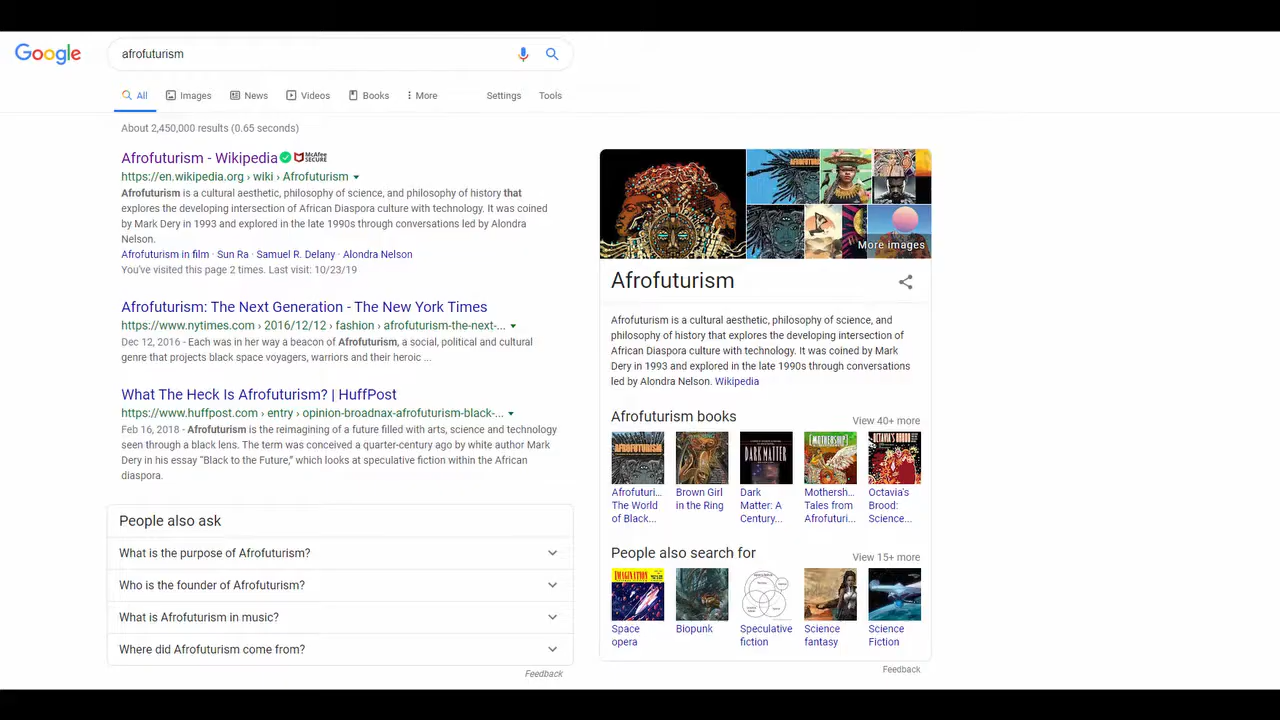 Google
afrofuturism
All Images News Videos Books More Settings Tools
About 2,450,000 results (0.65 seconds)
Afrofuturism - Wikipedia McAfee SECURE
https://en.wikipedia.org › wiki › Afrofuturism
Afrofuturism is a cultural aesthetic, philosophy of science, and philosophy of history that
explores the developing intersection of African Diaspora culture with technology. It was coined
by Mark Dery in 1993 and explored in the late 1990s through conversations led by Alondra
Nelson.
Afrofuturism in film · Sun Ra · Samuel R. Delany · Alondra Nelson
You've visited this page 2 times. Last visit: 10/23/19
Afrofuturism: The Next Generation - The New York Times
https://www.nytimes.com › 2016/12/12 › fashion › afrofuturism-the-next-...
Dec 12, 2016 - Each was in her way a beacon of Afrofuturism, a social, political and cultural
genre that projects black space voyagers, warriors and their heroic ...
What The Heck Is Afrofuturism? | HuffPost
https://www.huffpost.com › entry › opinion-broadnax-afrofuturism-black-...
Feb 16, 2018 - Afrofuturism is the reimagining of a future filled with arts, science and technology
seen through a black lens. The term was conceived a quarter-century ago by white author Mark
Dery in his essay “Black to the Future,” which looks at speculative fiction within the African
diaspora.
People also ask
What is the purpose of Afrofuturism?
Who is the founder of Afrofuturism?
What is Afrofuturism in music?
Where did Afrofuturism come from?
Feedback
More images
Afrofuturism
Afrofuturism is a cultural aesthetic, philosophy of science, and
philosophy of history that explores the developing intersection of
African Diaspora culture with technology. It was coined by Mark
Dery in 1993 and explored in the late 1990s through conversations
led by Alondra Nelson. Wikipedia
Afrofuturism books View 40+ more
AFROFUTURISM DARK MATTER MOTHERSHIP OCTAVIA'S BROOD
Afrofuturi... Brown Girl Dark Mothersh... Octavia's
The World in the Ring Matter: A Tales from Brood:
of Black... Century... Afrofuturi... Science...
People also search for View 15+ more
IMAGINATION
Space Biopunk Speculative Science Science
opera fiction fantasy Fiction
Feedback